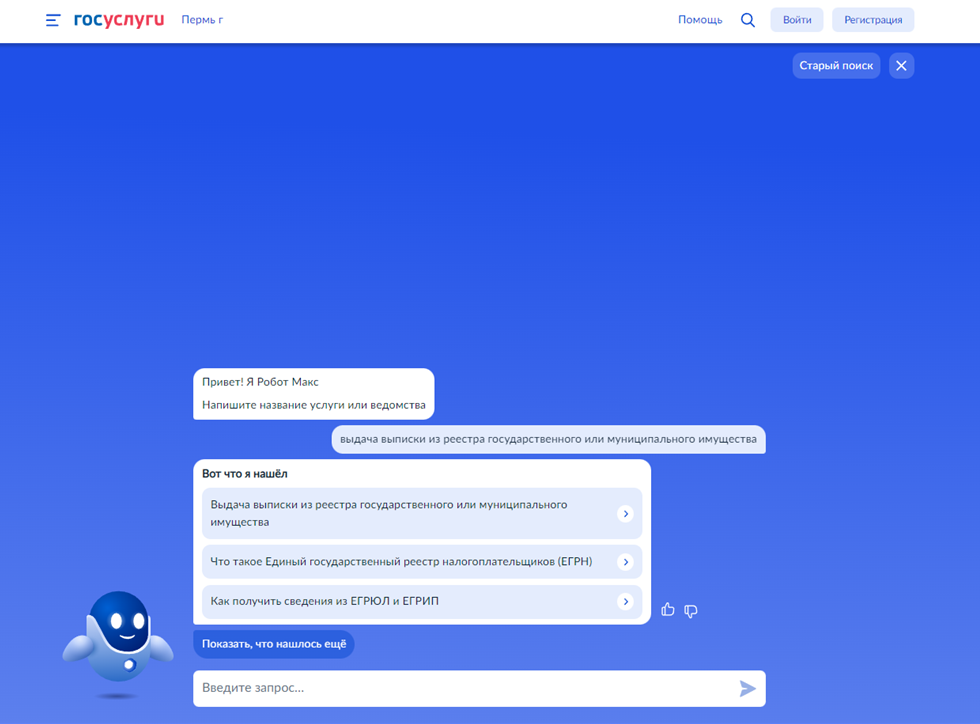 госуслуги
Пермь г
Помощь
Войти
Регистрация
Старый поиск
Привет! Я Робот Макс
Напишите название услуги или ведомства
выдача выписки из реестра государственного или муниципального имущества
Вот что я нашёл
Выдача выписки из реестра государственного или муниципального
имущества
Что такое Единый государственный реестр налогоплательщиков (ЕГРН)
Как получить сведения из ЕГРЮЛ и ЕГРИП
Показать, что нашлось ещё
Введите запрос...